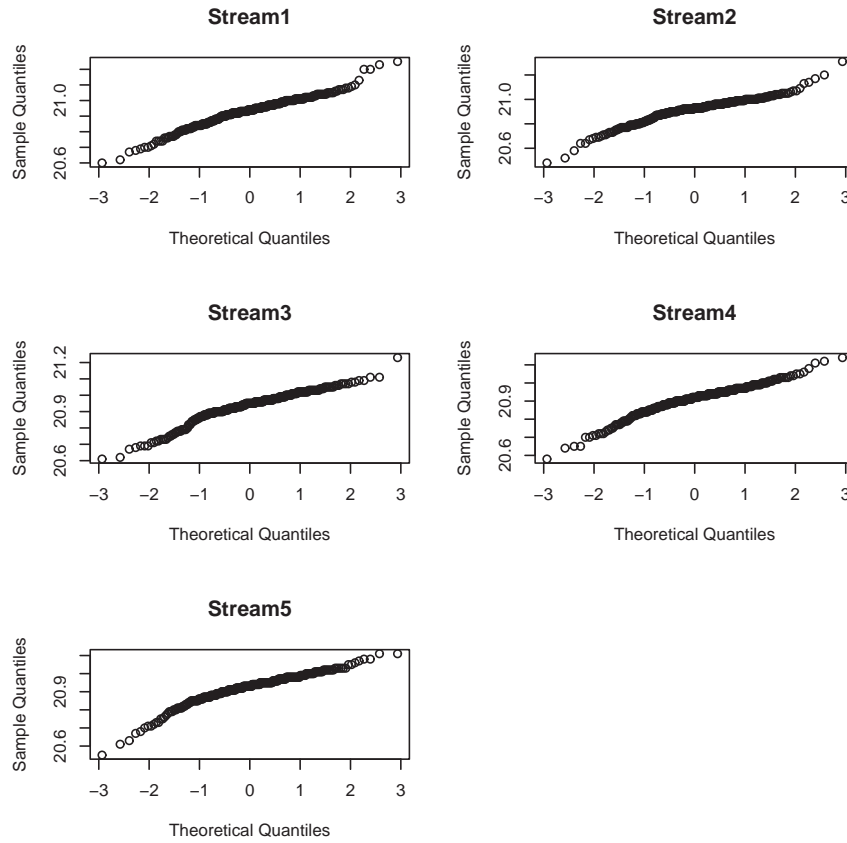 Stream1
Sample Quantiles
20.6 21.0
−3 −2 −1 0 1 2 3
Theoretical Quantiles
Stream2
Sample Quantiles
20.6 21.0
−3 −2 −1 0 1 2 3
Theoretical Quantiles
Stream3
Sample Quantiles
20.6 20.9 21.2
−3 −2 −1 0 1 2 3
Theoretical Quantiles
Stream4
Sample Quantiles
20.6 20.9
−3 −2 −1 0 1 2 3
Theoretical Quantiles
Stream5
Sample Quantiles
20.6 20.9
−3 −2 −1 0 1 2 3
Theoretical Quantiles